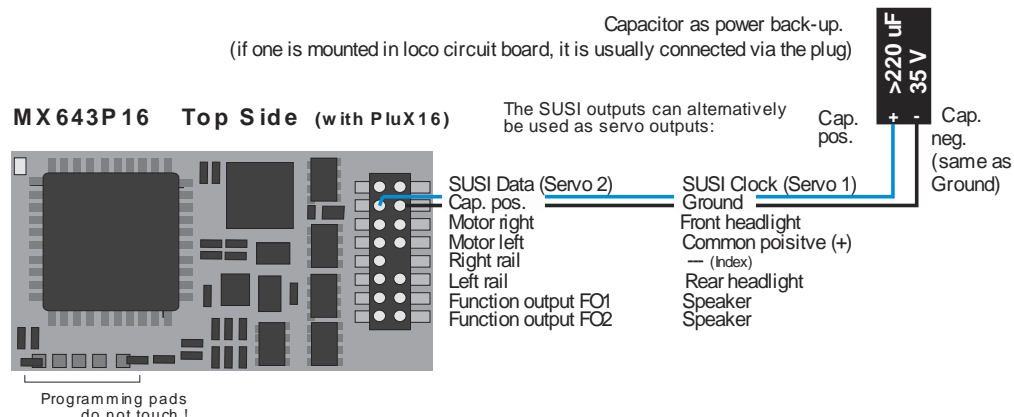 Capacitor as power back-up.
(if one is mounted in loco circuit board, it is usually connected via the plug)
>220 uF
35 V
+ -
MX643P16 Top Side (with PluX16)
The SUSI outputs can alternatively
be used as servo outputs:
Cap.
pos.
Cap.
neg.
(same as
Ground)
SUSI Data (Servo 2) SUSI Clock (Servo 1)
Cap. pos. Ground
Motor right Front headlight
Motor left Common poisitve (+)
Right rail --- (Index)
Left rail Rear headlight
Function output FO1 Speaker
Function output FO2 Speaker
Programming pads
do not touch !